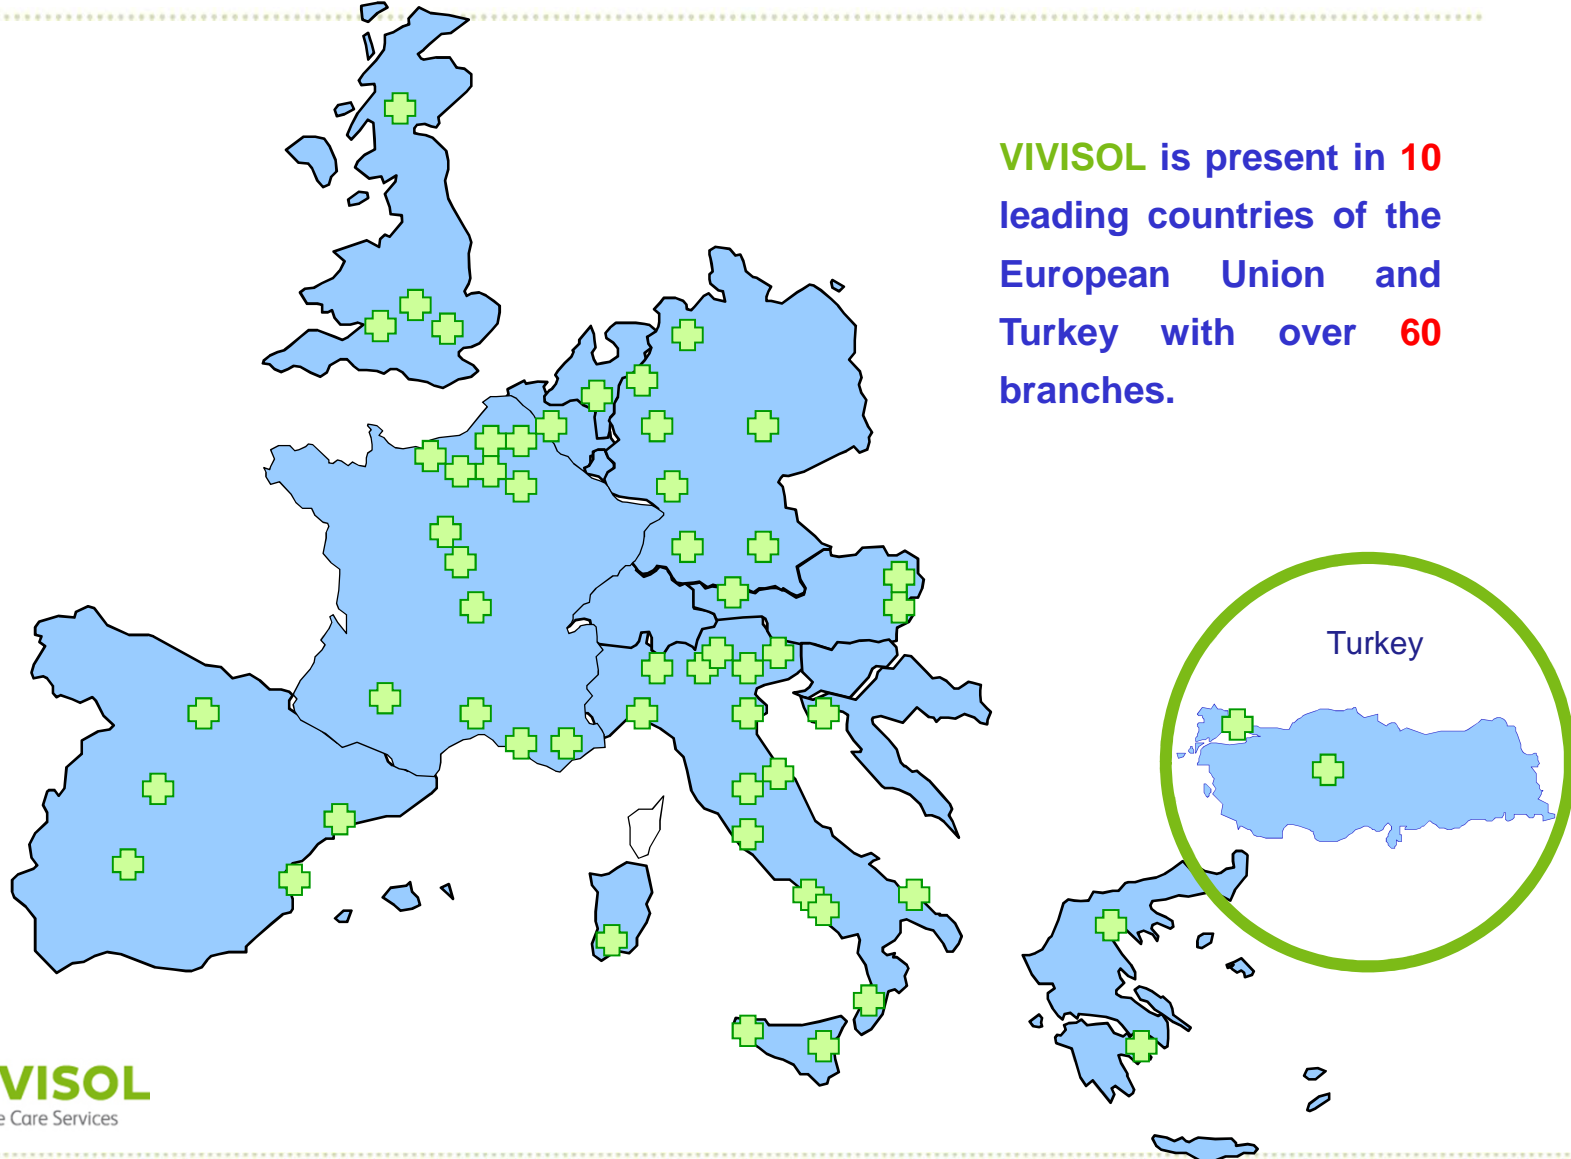 VIVISOL is present in 10
leading countries of the
European Union and
Turkey with over 60
branches.
Turkey
VISOL
e Care Services